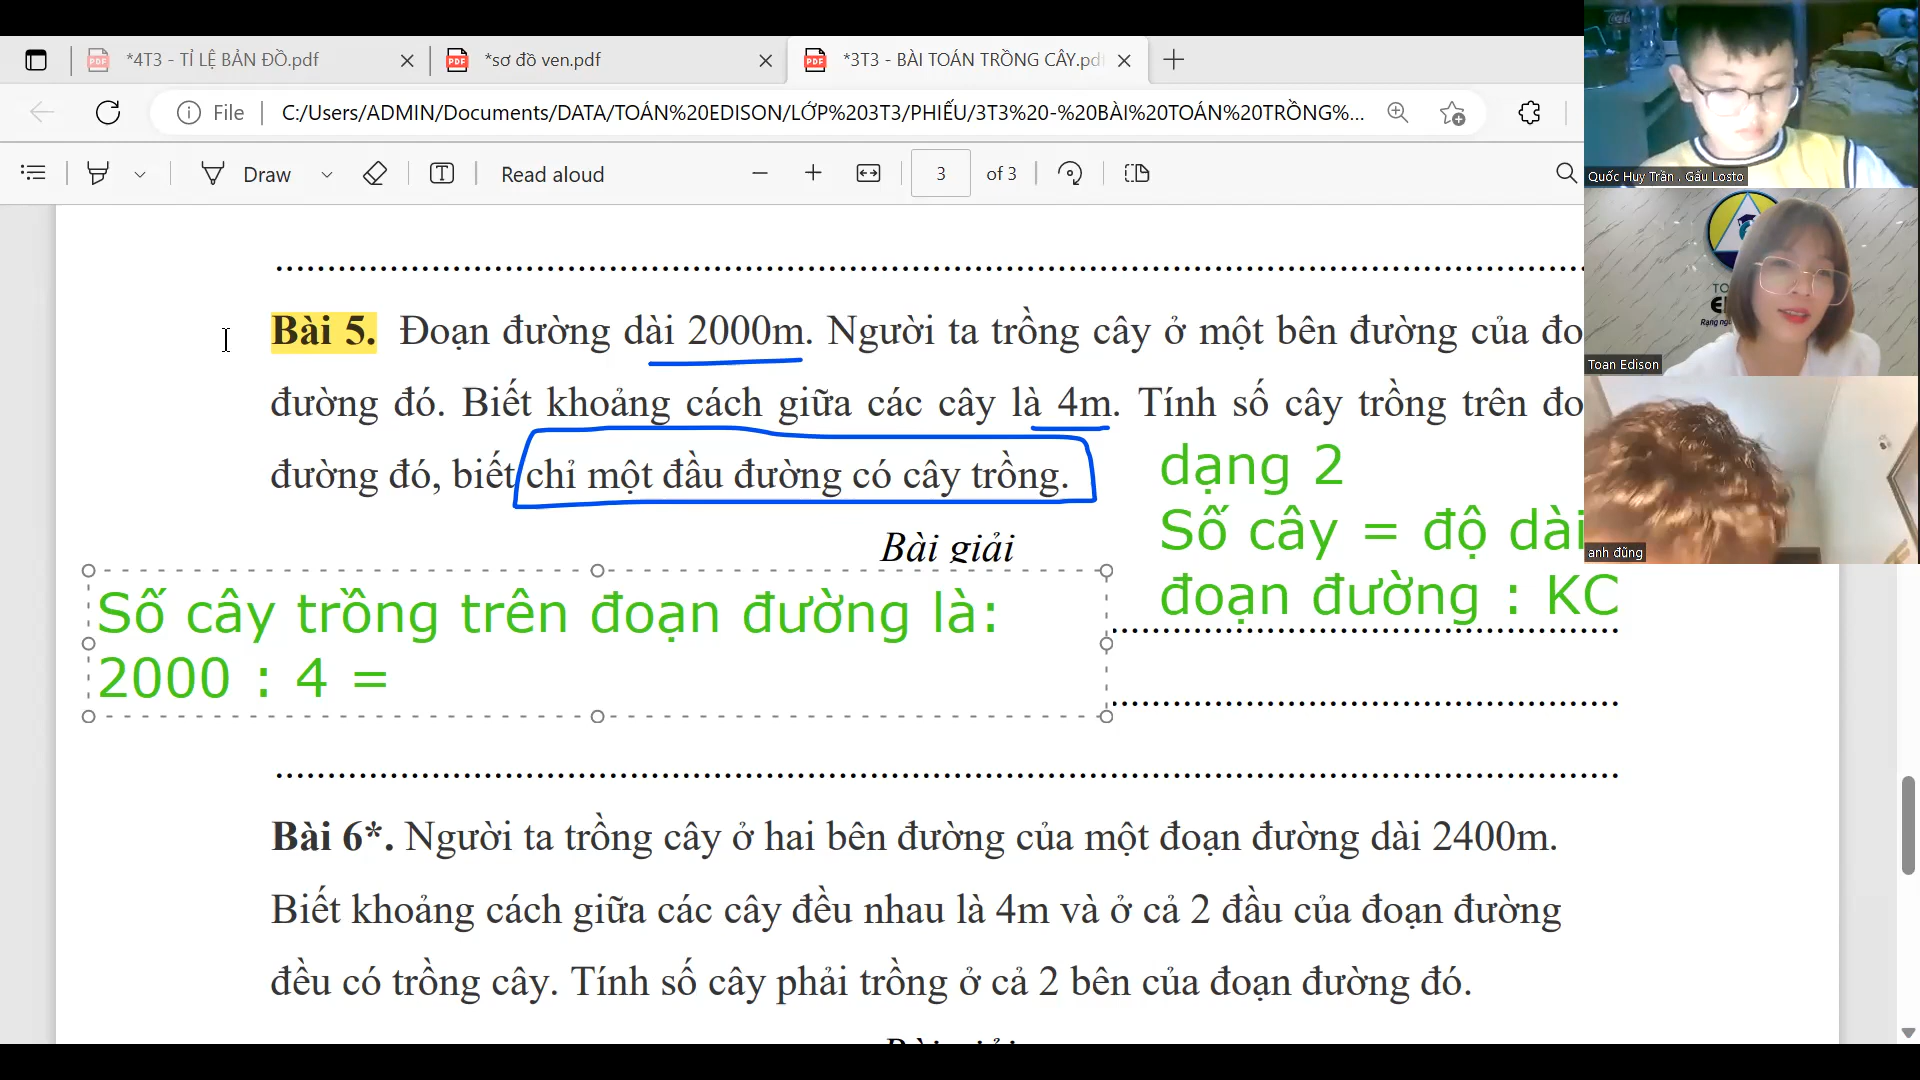 *4T3 - TỈ LỆ BẢN ĐỒ.pdf
*sơ đồ ven.pdf
*3T3 - BÀI TOÁN TRỒNG CÂY.pd
File
C:/Users/ADMIN/Documents/DATA/TOÁN%20EDISON/LỚP%203T3/PHIẾU/3T3%20-%20BÀI%20TOÁN%20TRỒNG%...
Draw
Read aloud
3
of 3
Bài 5. Đoạn đường dài 2000m. Người ta trồng cây ở một bên đường của đo
đường đó. Biết khoảng cách giữa các cây là 4m. Tính số cây trồng trên đo
đường đó, biết chỉ một đầu đường có cây trồng.
dạng 2
Số cây = độ dài
đoạn đường : KC
Bài giải
Số cây trồng trên đoạn đường là:
2000 : 4 =
Bài 6*. Người ta trồng cây ở hai bên đường của một đoạn đường dài 2400m.
Biết khoảng cách giữa các cây đều nhau là 4m và ở cả 2 đầu của đoạn đường
đều có trồng cây. Tính số cây phải trồng ở cả 2 bên của đoạn đường đó.
Quốc Huy Trần . Gấu Losto
Toan Edison
anh đũng